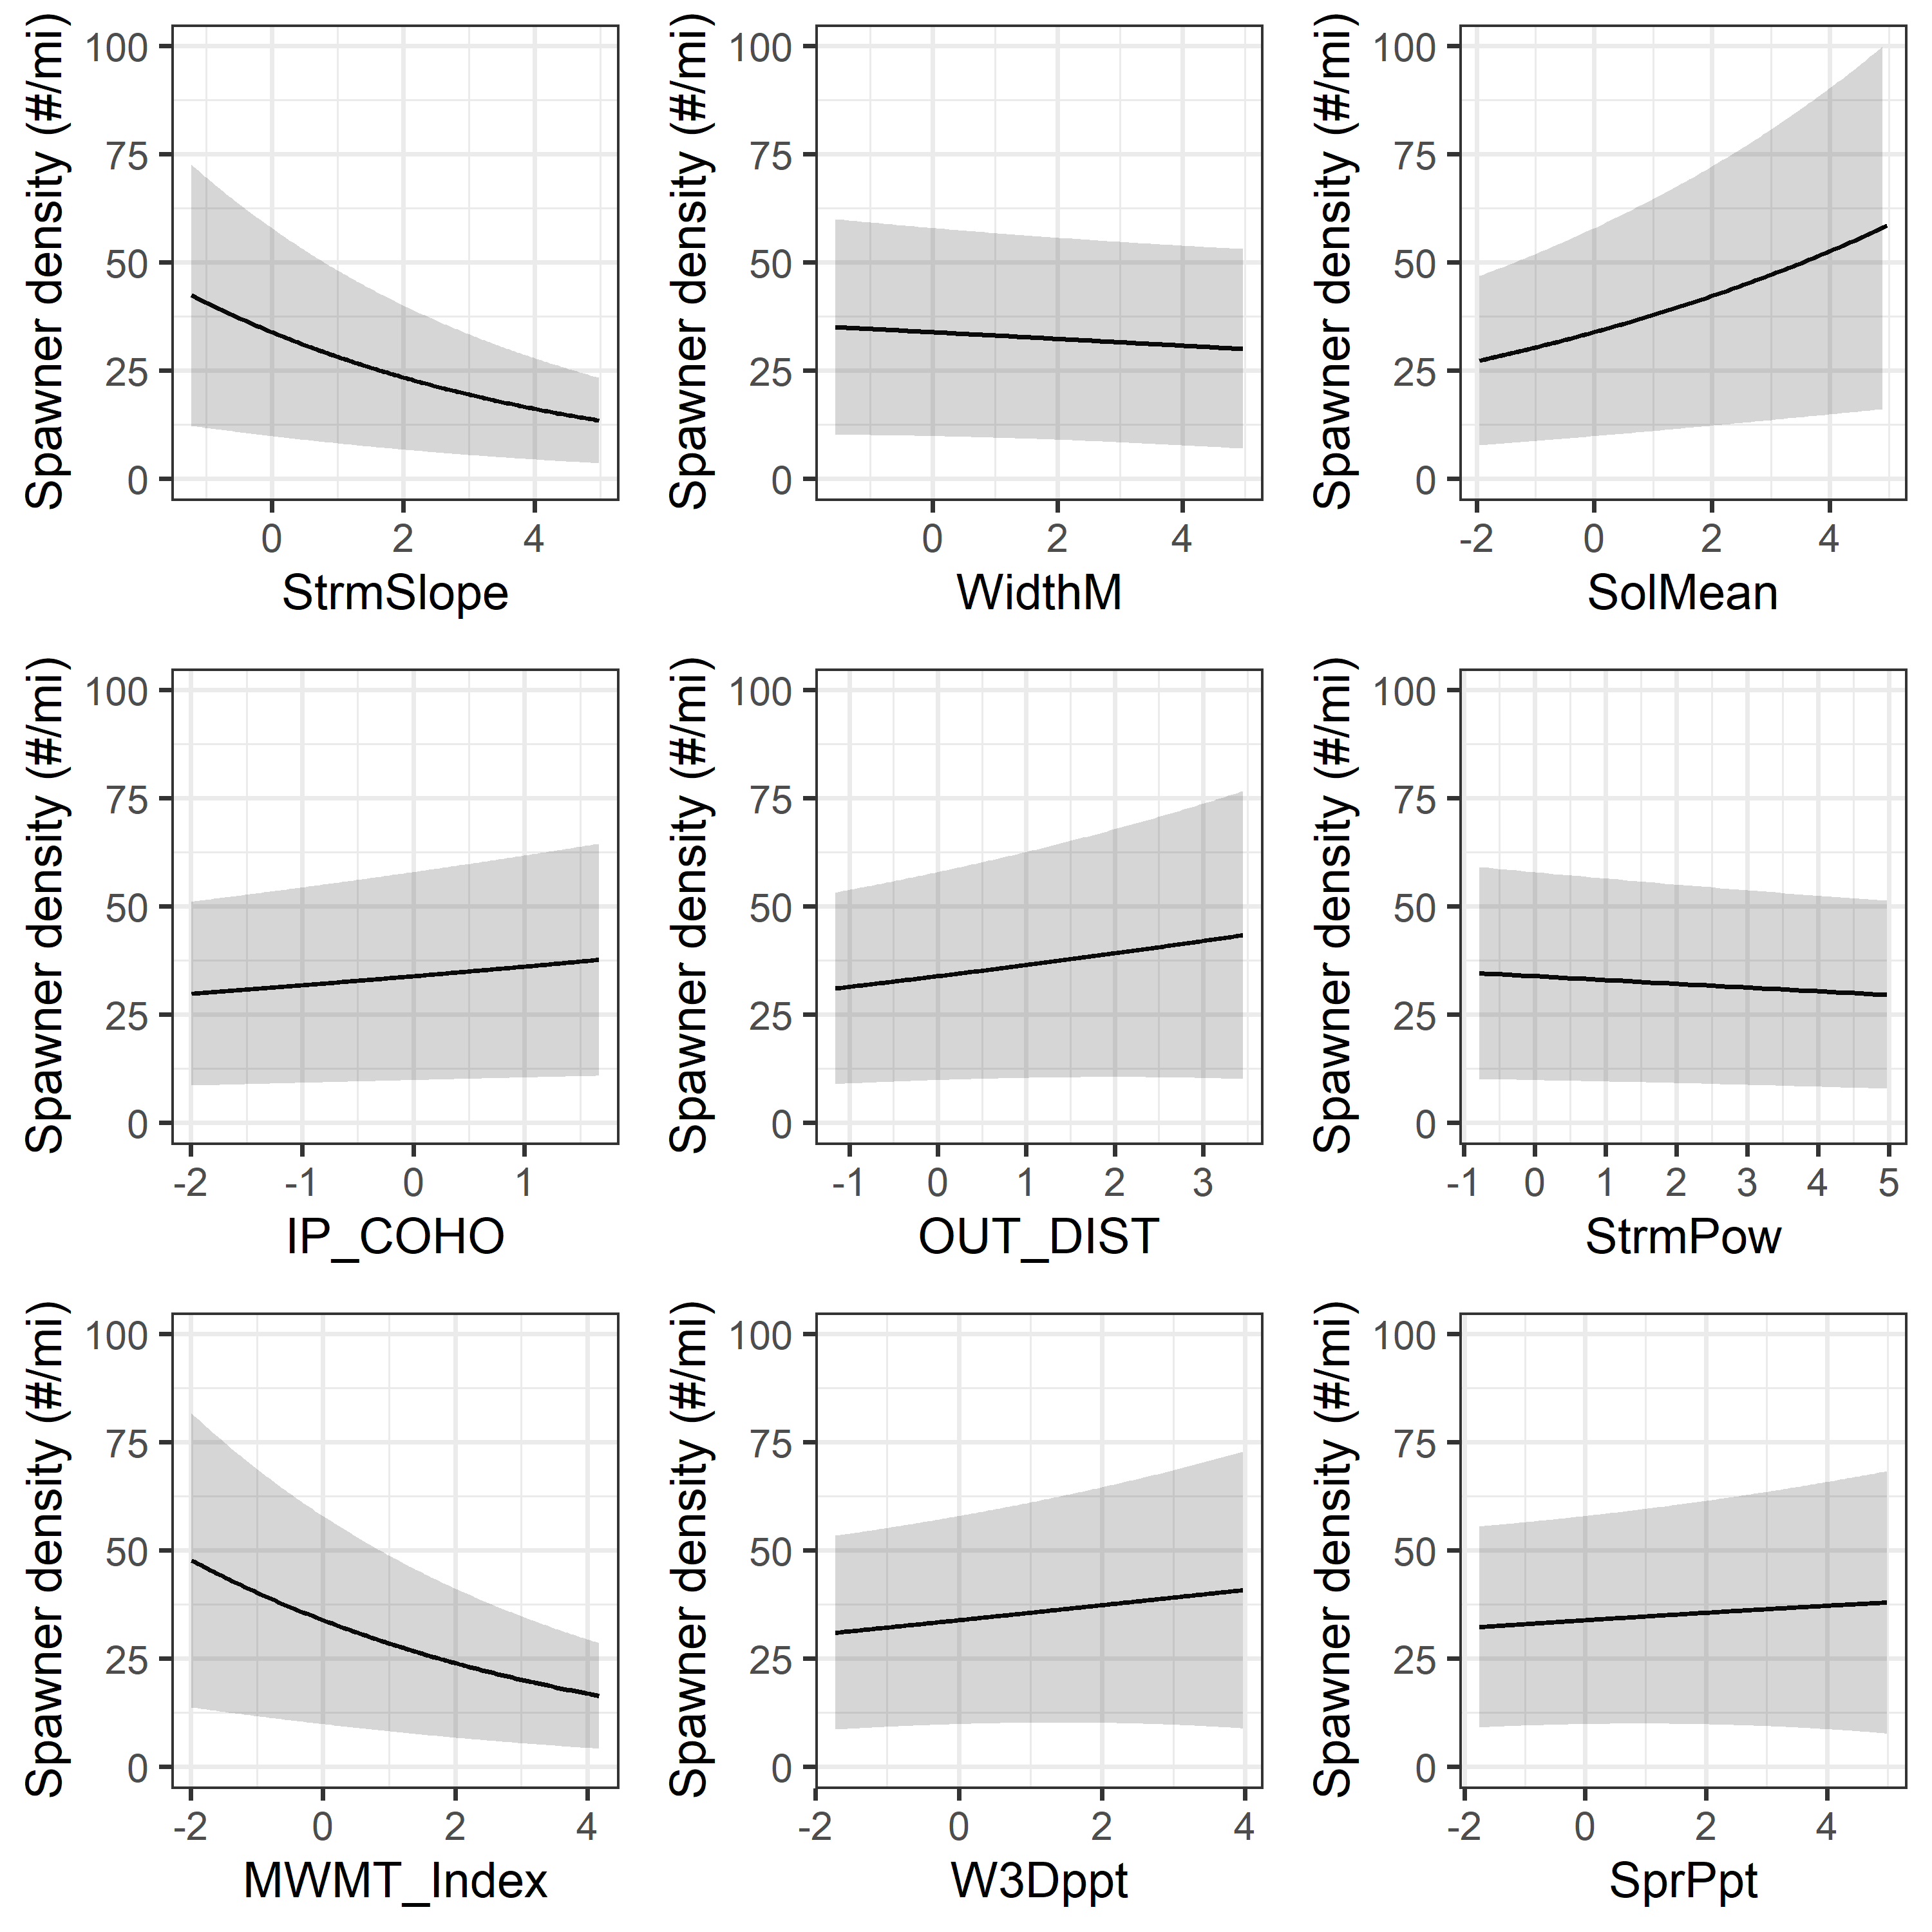 Spawner density (#/mi)
100
75
50
25
0
0 2 4
StrmSlope
Spawner density (#/mi)
100
75
50
25
0
0 2 4
WidthM
Spawner density (#/mi)
100
75
50
25
0
-2 0 2 4
SolMean
Spawner density (#/mi)
100
75
50
25
0
-2 -1 0 1
IP_COHO
Spawner density (#/mi)
100
75
50
25
0
-1 0 1 2 3
OUT_DIST
Spawner density (#/mi)
100
75
50
25
0
-1 0 1 2 3 4 5
StrmPow
Spawner density (#/mi)
100
75
50
25
0
-2 0 2 4
MWMT_Index
Spawner density (#/mi)
100
75
50
25
0
-2 0 2 4
W3Dppt
Spawner density (#/mi)
100
75
50
25
0
-2 0 2 4
SprPpt